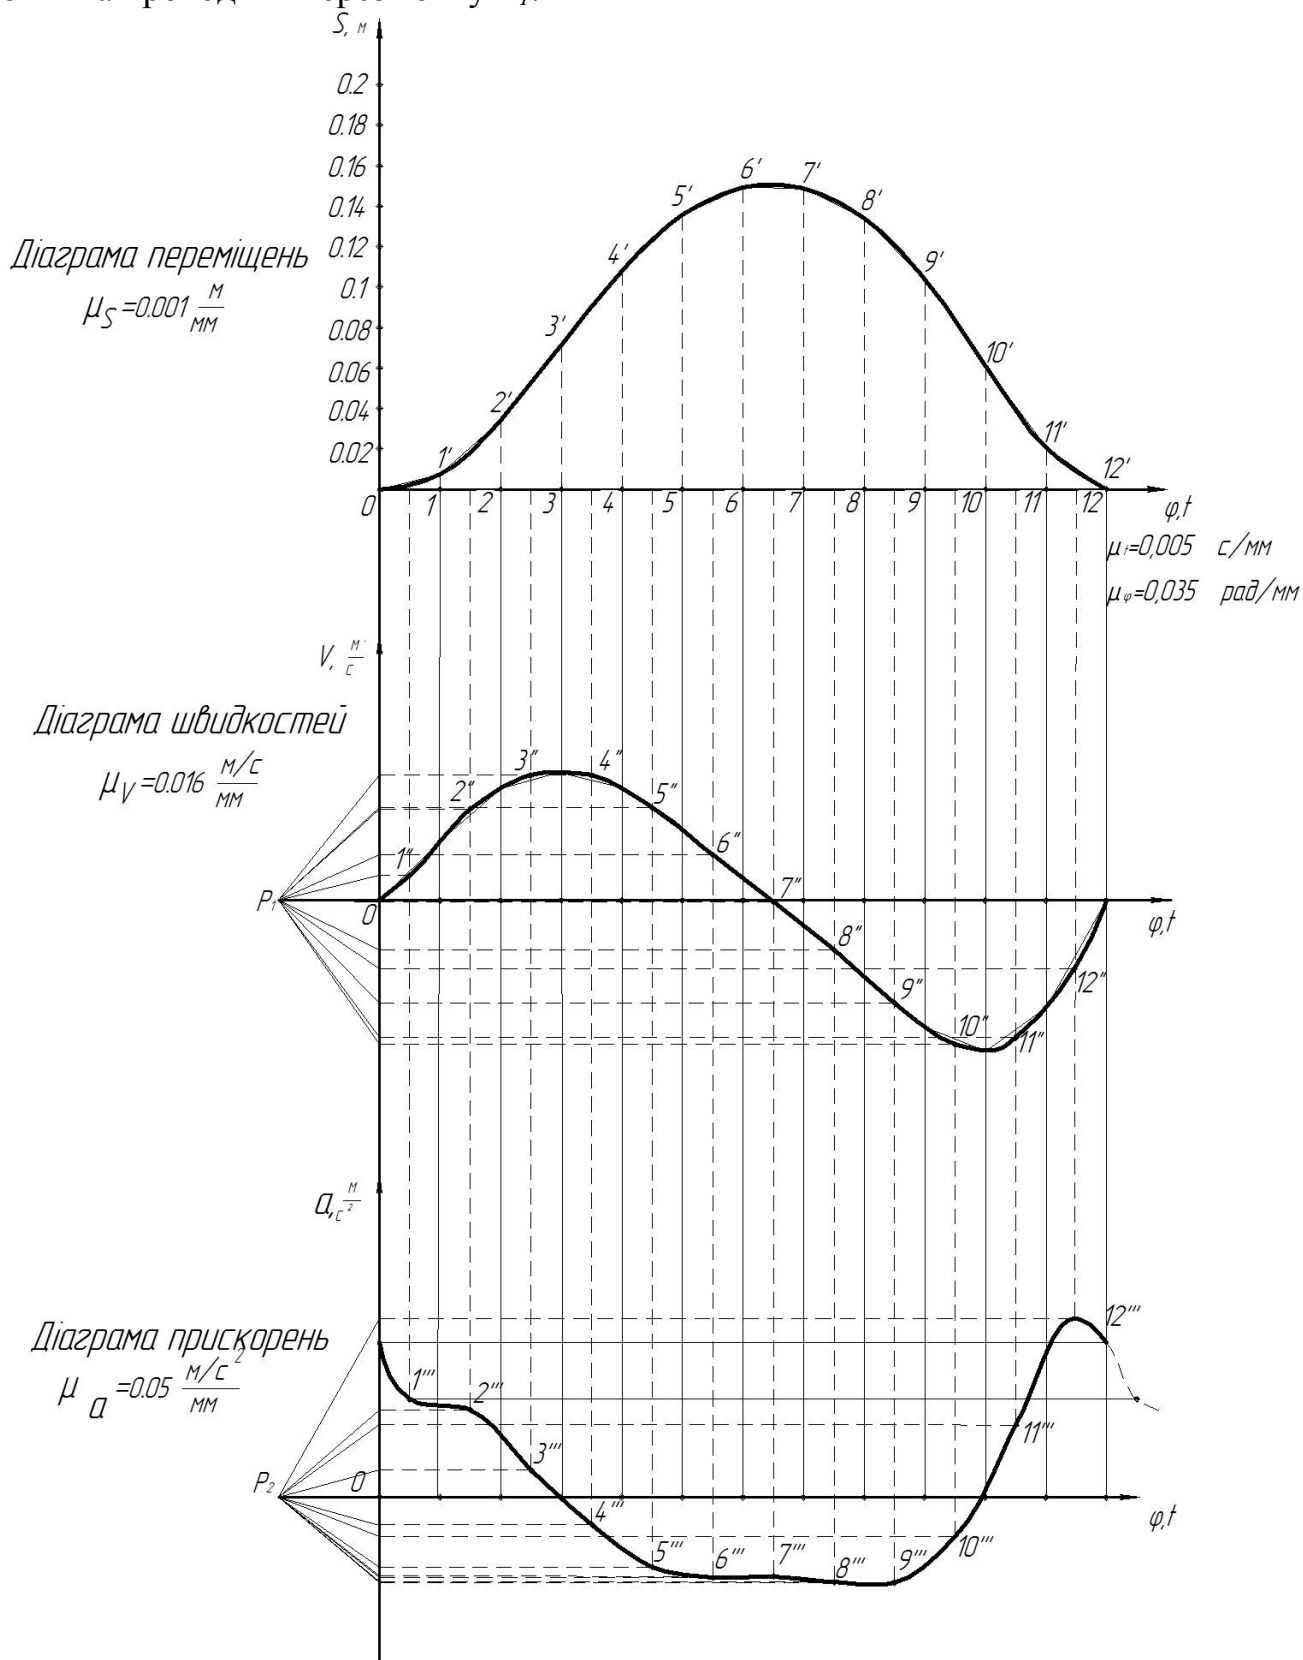 S, м
0.2
0.18
0.16
0.14
0.12
0.1
0.08
0.06
0.04
0.02
0
1' 2' 3' 4' 5' 6' 7' 8' 9' 10' 11' 12'
Діаграма переміщень
μS =0.001 м/мм
1 2 3 4 5 6 7 8 9 10 11 12
φ,t
μt=0,005 с/мм
μφ=0,035 рад/мм
V, м/с
Діаграма швидкостей
μV =0.016 м/с/мм
1" 2" 3" 4" 5" 6" 7" 8" 9" 10" 11" 12"
P1
0
φ,t
a, м/с²
Діаграма прискорень
μa =0.05 м/с²/мм
1''' 2''' 3''' 4''' 5''' 6''' 7''' 8''' 9''' 10''' 11''' 12'''
P2
0
φ,t